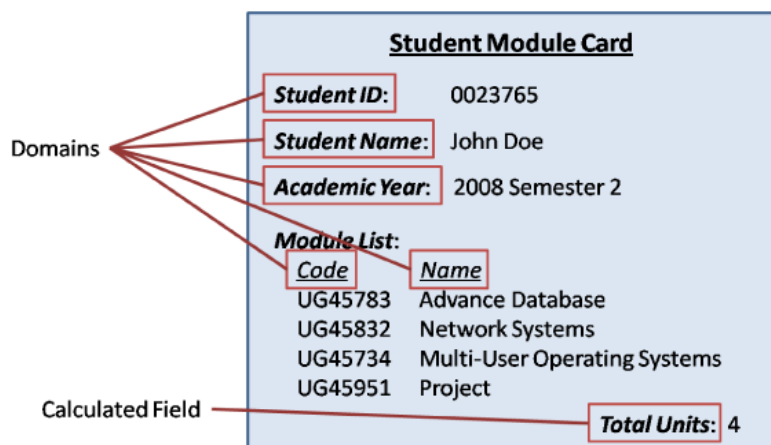 Student Module Card
Student ID: 0023765
Student Name: John Doe
Domains
Academic Year: 2008 Semester 2
Module List:
Code Name
UG45783 Advance Database
UG45832 Network Systems
UG45734 Multi-User Operating Systems
UG45951 Project
Calculated Field
Total Units: 4